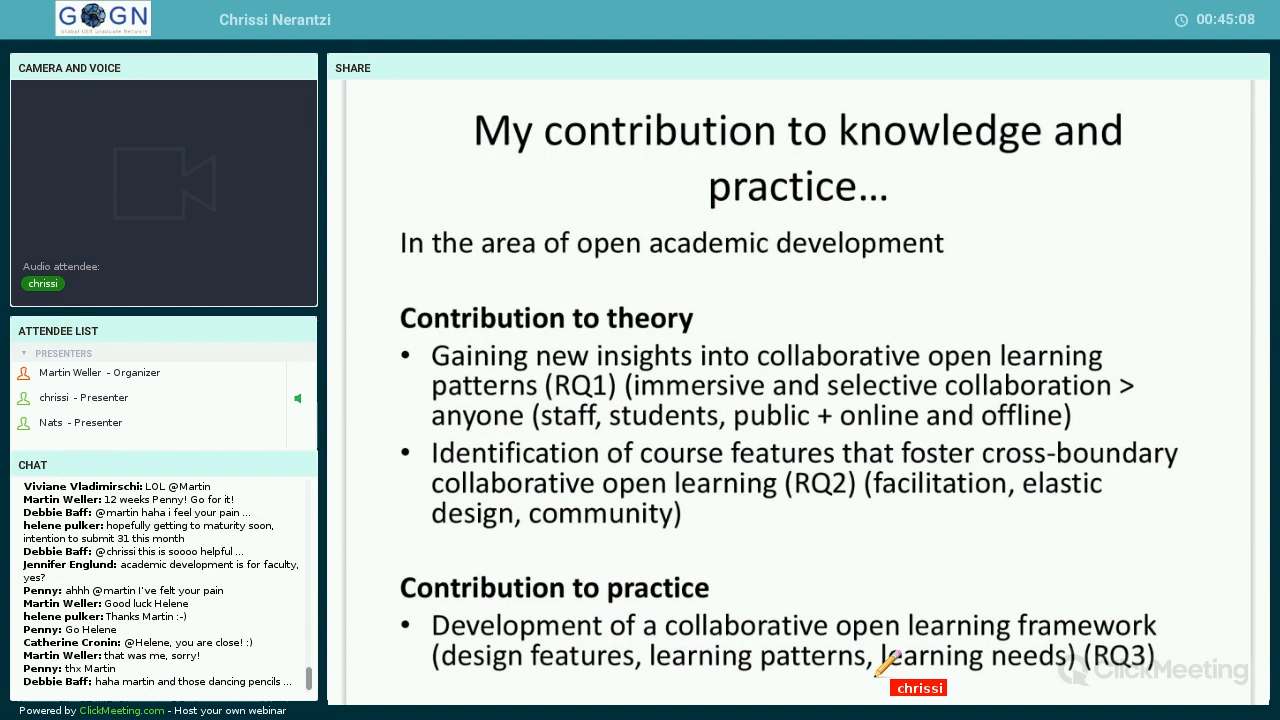 GOGN
Global OER Graduate Network
Chrissi Nerantzi
00:45:08
CAMERA AND VOICE
Audio attendee:
chrissi
ATTENDEE LIST
PRESENTERS
Martin Weller - Organizer
chrissi - Presenter
Nats - Presenter
CHAT
Viviane Vladimirschi: LOL @Martin
Martin Weller: 12 weeks Penny! Go for it!
Debbie Baff: @martin haha i feel your pain ...
helene pulker: hopefully getting to maturity soon,
intention to submit 31 this month
Debbie Baff: @chrissi this is soooo helpful ...
Jennifer Englund: academic development is for faculty,
yes?
Penny: ahhh @martin I've felt your pain
Martin Weller: Good luck Helene
helene pulker: Thanks Martin :-)
Penny: Go Helene
Catherine Cronin: @Helene, you are close! :)
Martin Weller: that was me, sorry!
Penny: thx Martin
Debbie Baff: haha martin and those dancing pencils ...
Powered by ClickMeeting.com - Host your own webinar
SHARE
My contribution to knowledge and
practice...
In the area of open academic development
Contribution to theory
• Gaining new insights into collaborative open learning
patterns (RQ1) (immersive and selective collaboration >
anyone (staff, students, public + online and offline)
• Identification of course features that foster cross-boundary
collaborative open learning (RQ2) (facilitation, elastic
design, community)
Contribution to practice
• Development of a collaborative open learning framework
(design features, learning patterns, learning needs) (RQ3)
chrissi
ClickMeeting